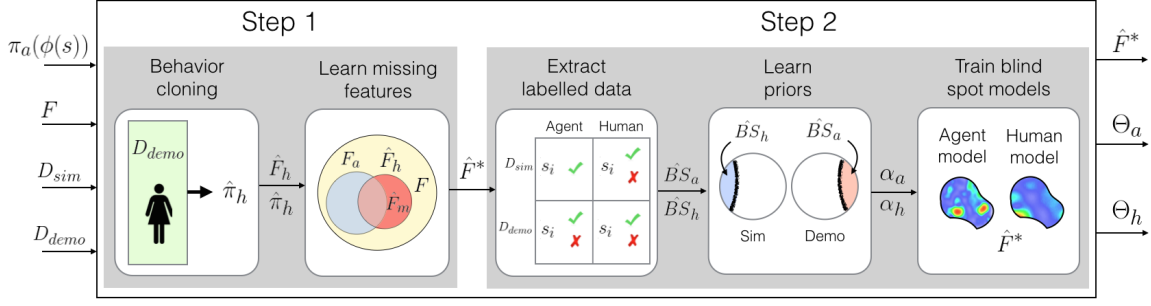 Step 1
Step 2
π_a(φ(s))
F
D_sim
D_demo
Behavior
cloning
D_demo
π̂_h
F̂_h
π̂_h
Learn missing
features
F_a
F̂_h
F
F̂_m
F̂*
Extract
labelled data
Agent Human
D_sim s_i ✓ s_i ✓ ✗
D_demo s_i ✓ ✗ s_i ✓ ✗
B̂S_a
B̂S_h
Learn
priors
B̂S_h B̂S_a
Sim Demo
α_a
α_h
Train blind
spot models
Agent
model
Human
model
F̂*
F̂*
Θ_a
Θ_h